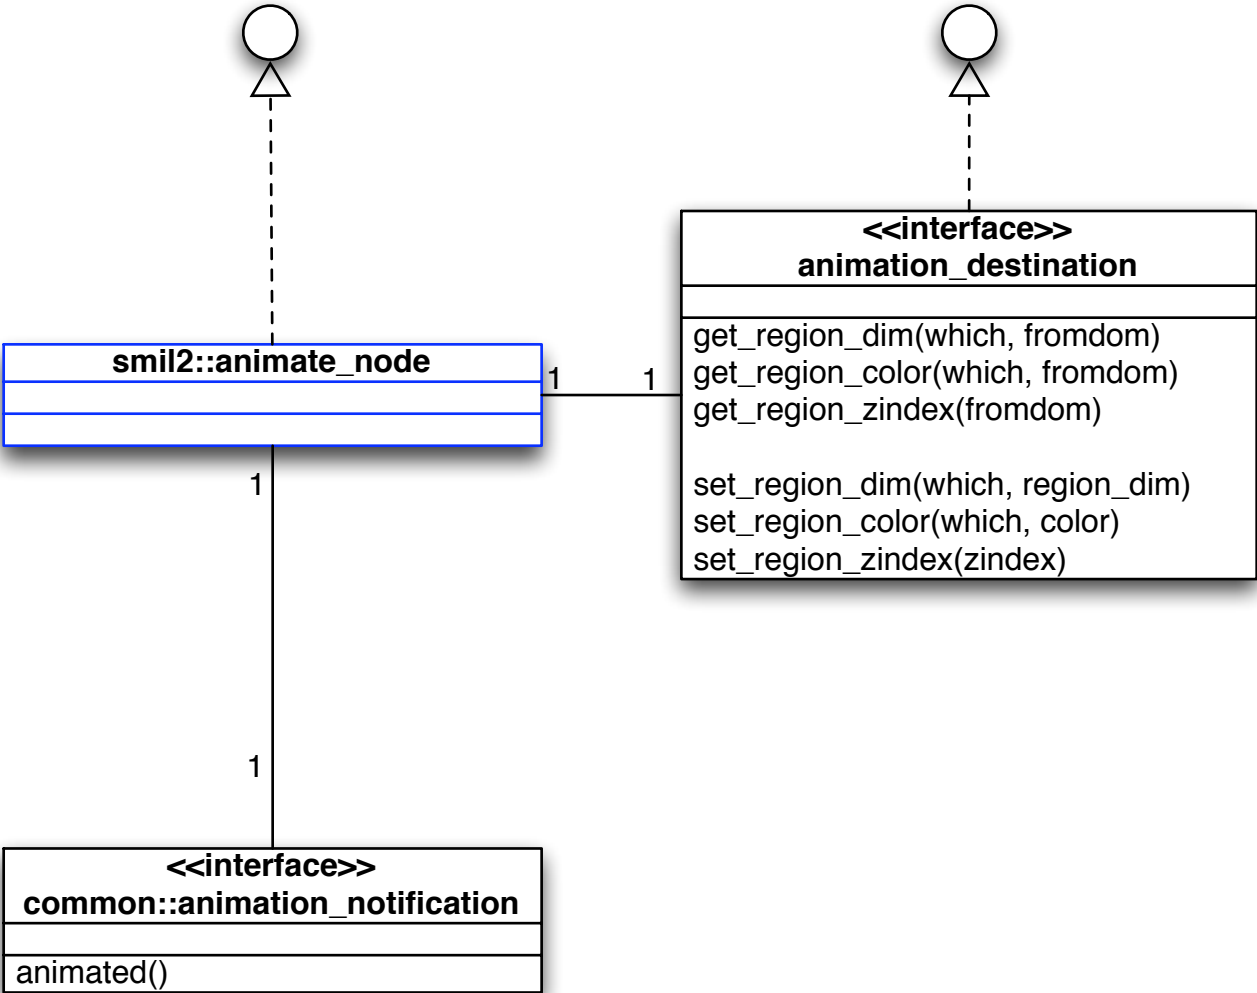 <<interface>>
animation_destination
get_region_dim(which, fromdom)
get_region_color(which, fromdom)
get_region_zindex(fromdom)
set_region_dim(which, region_dim)
set_region_color(which, color)
set_region_zindex(zindex)
smil2::animate_node
1
1
1
1
<<interface>>
common::animation_notification
animated()